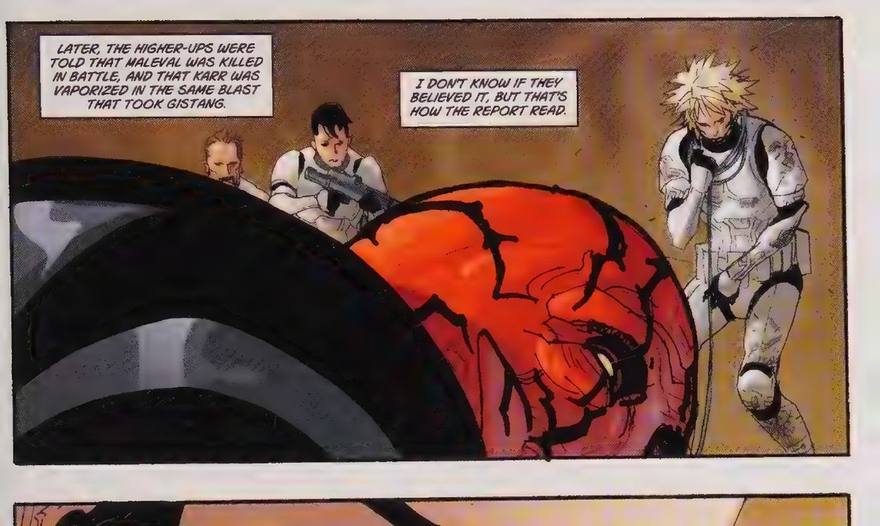 LATER, THE HIGHER-UPS WERE
TOLD THAT MALEVAL WAS KILLED
IN BATTLE, AND THAT KARR WAS
VAPORIZED IN THE SAME BLAST
THAT TOOK GISTANG.
I DON'T KNOW IF THEY
BELIEVED IT, BUT THAT'S
HOW THE REPORT READ.